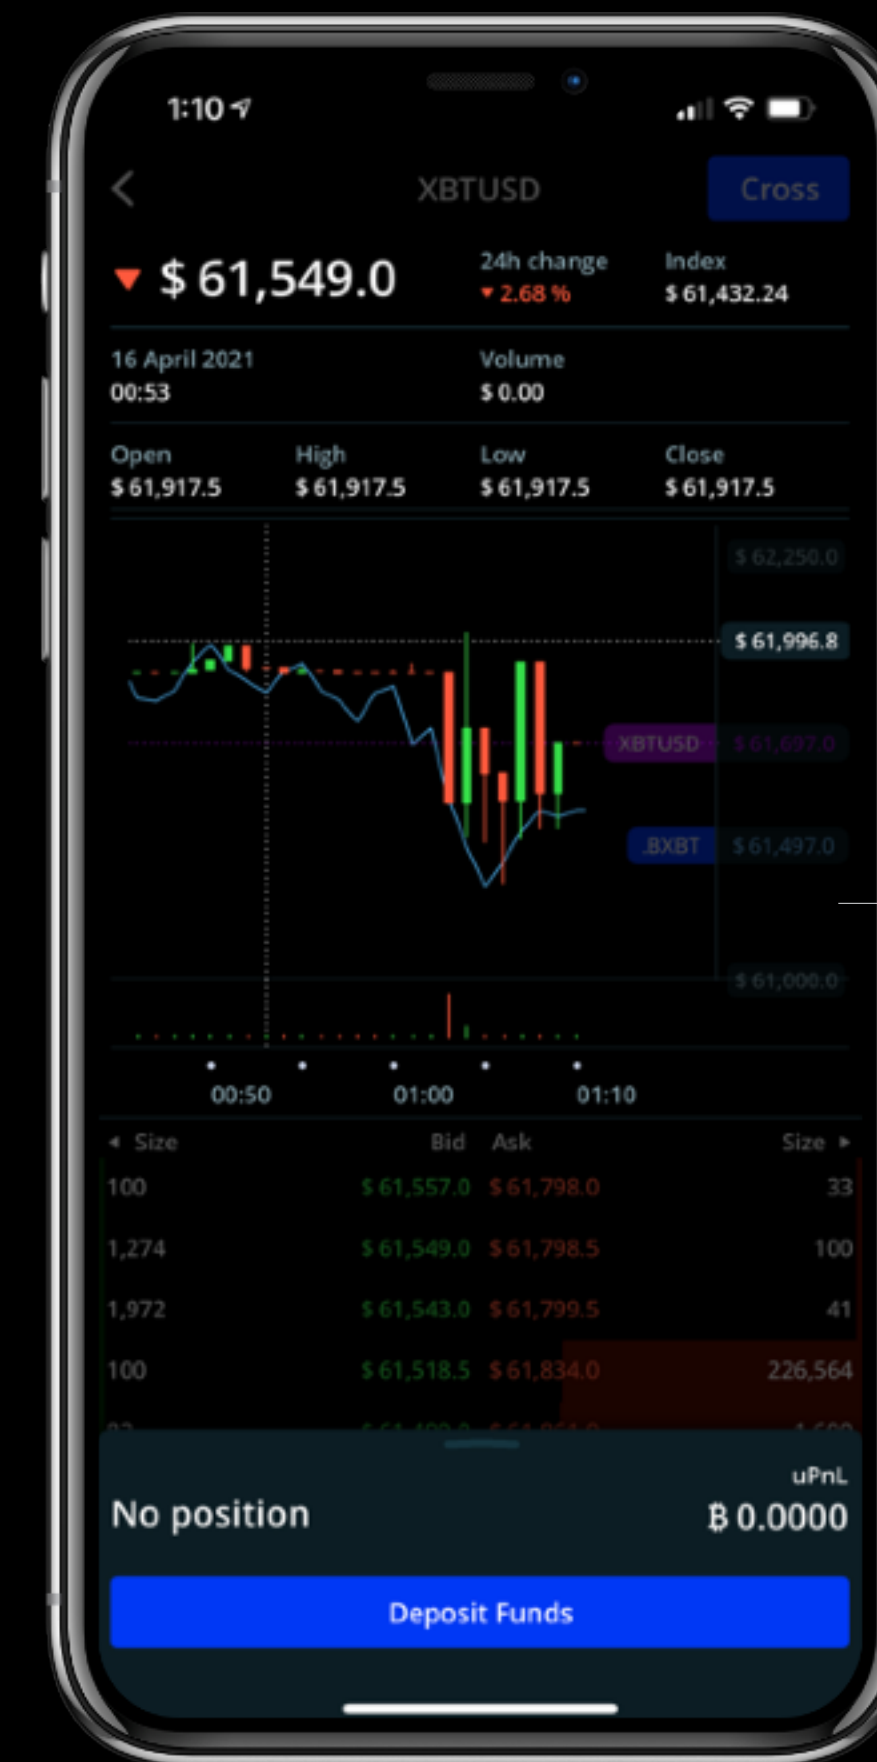 1:10
XBTUSD Cross
$ 61,549.0
24h change Index
2.68 % $ 61,432.24
16 April 2021 Volume
00:53 $ 0.00
Open High Low Close
$ 61,917.5 $ 61,917.5 $ 61,917.5 $ 61,917.5
$ 62,250.0
$ 61,996.8
XBTUSD $ 61,697.0
.BXBT $ 61,497.0
$ 61,000.0
00:50 01:00 01:10
Size Bid Ask Size
100 $ 61,557.0 $ 61,798.0 33
1,274 $ 61,549.0 $ 61,798.5 100
1,972 $ 61,543.0 $ 61,799.5 41
100 $ 61,518.5 $ 61,834.0 226,564
uPnL
No position ₿ 0.0000
Deposit Funds